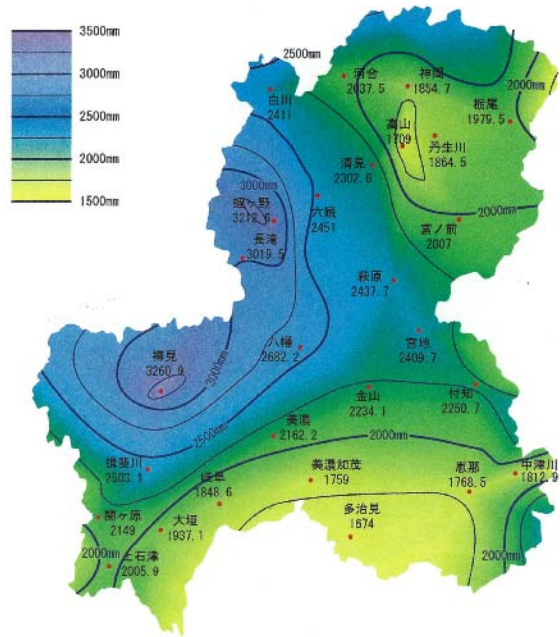 3500mm
3000mm
2500mm
2000mm
1500mm
2500mm
白川
2411
河合
2037.5
神岡
1854.7
2000mm
栃尾
1979.5
高山
1709
丹生川
1864.5
清見
2302.6
3000mm
蛭ヶ野
3212.9
六厩
2451
2000mm
宮ノ前
2007
長滝
3019.5
萩原
2437.7
宮地
2409.7
八幡
2682.2
樽見
3260.9
3000mm
金山
2234.1
付知
2250.7
2500mm
美濃
2162.2
2000mm
揖斐川
2503.1
岐阜
1848.6
美濃加茂
1759
恵那
1768.5
中津川
1812.9
関ヶ原
2149
大垣
1937.1
多治見
1674
2000mm
上石津
2005.9
2000mm